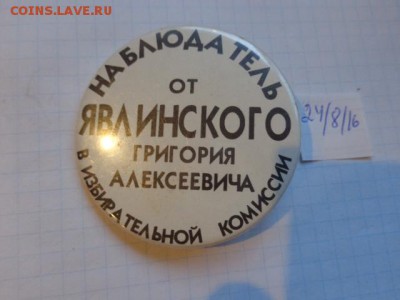 COINS.LAVE.RU
НАБЛЮДАТЕЛЬ
ОТ
ЯВЛИНСКОГО
ГРИГОРИЯ
АЛЕКСЕЕВИЧА
В ИЗБИРАТЕЛЬНОЙ КОМИССИИ
24/8/16